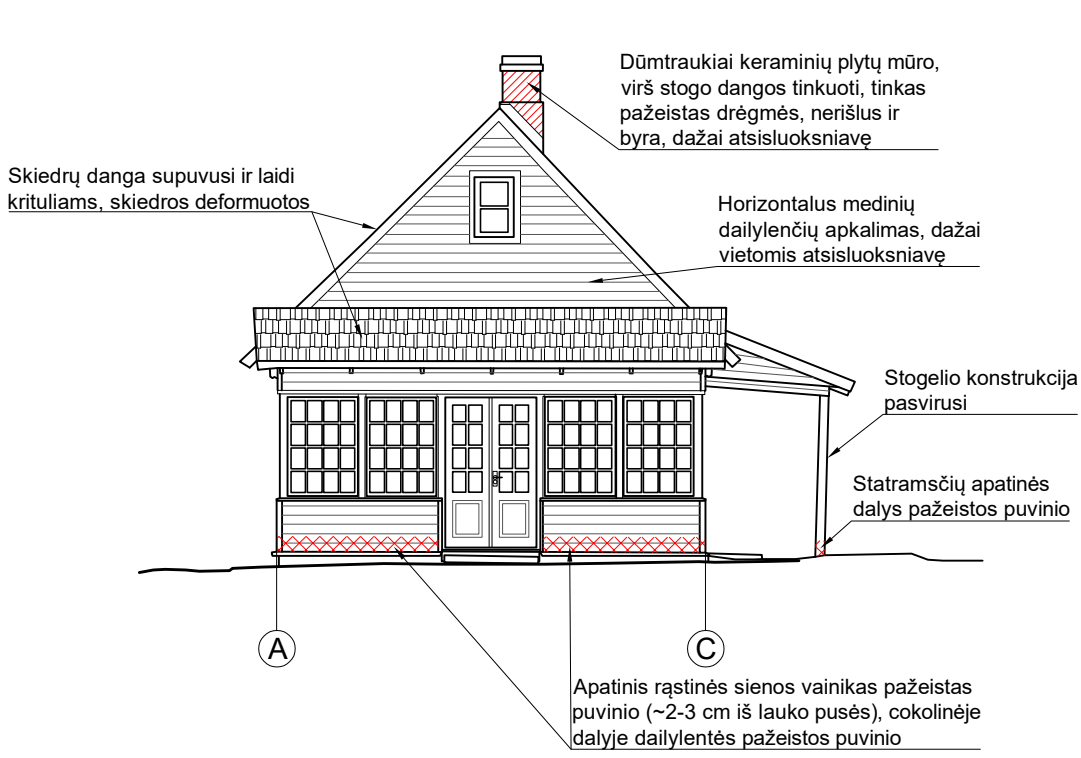 Dūmtraukiai keraminių plytų mūro,
virš stogo dangos tinkuoti, tinkas
pažeistas drėgmės, nerišlus ir
byra, dažai atsisluoksniavę
Skiedrų danga supuvusi ir laidi
krituliams, skiedros deformuotos
Horizontalus medinių
dailylenčių apkalimas, dažai
vietomis atsisluoksniavę
Stogelio konstrukcija
pasvirusi
Statramsčių apatinės
dalys pažeistos puvinio
A
C
Apatinis rąstinės sienos vainikas pažeistas
puvinio (~2-3 cm iš lauko pusės), cokolinėje
dalyje dailylentės pažeistos puvinio